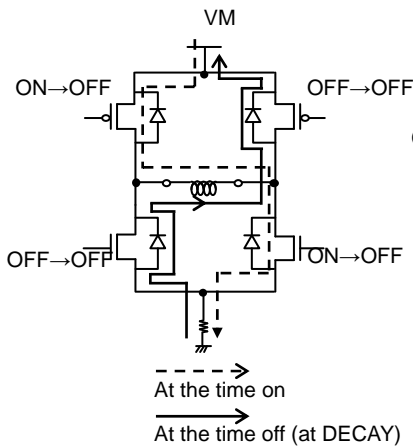 VM
ON→OFF
OFF→OFF
OFF→OFF
ON→OFF
At the time on
At the time off (at DECAY)